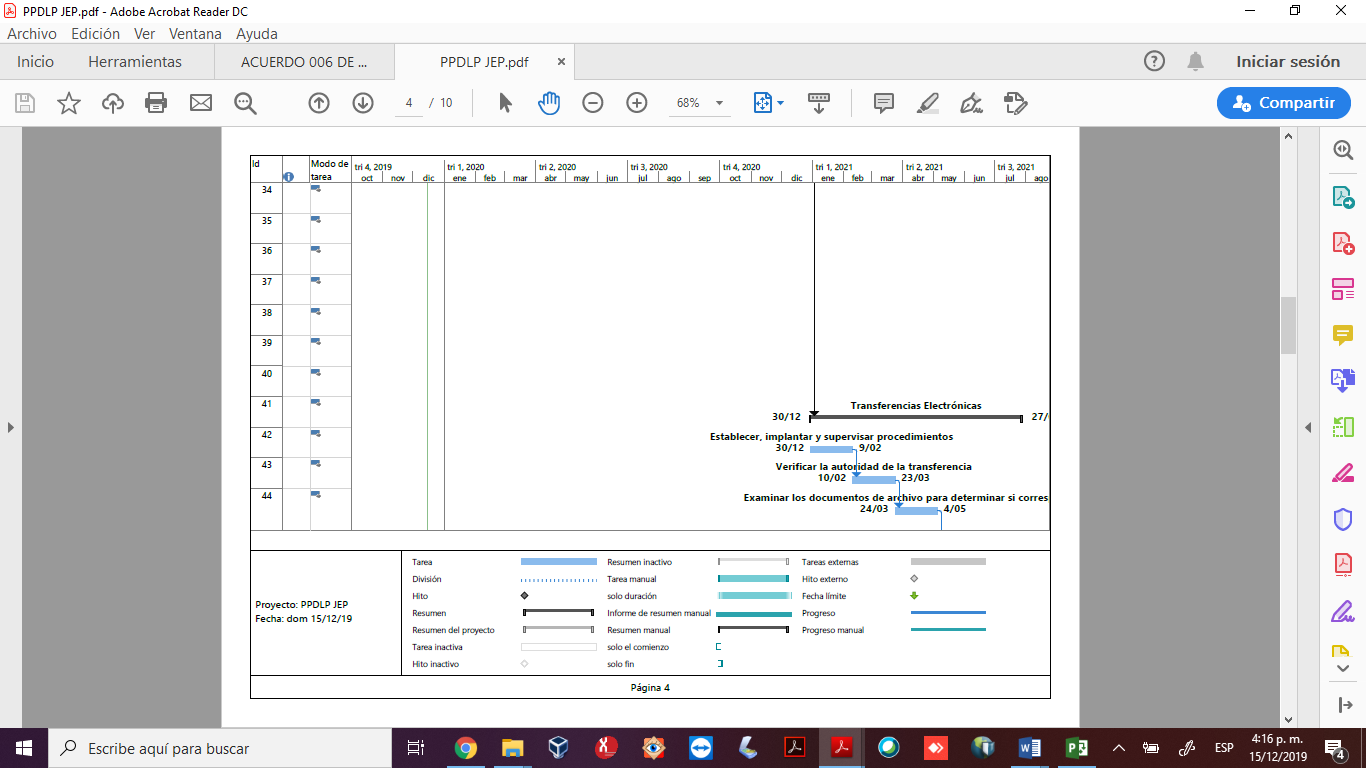 PPDLP JEP.pdf - Adobe Acrobat Reader DC
Archivo Edición Ver Ventana Ayuda
Inicio Herramientas ACUERDO 006 DE ... PPDLP JEP.pdf × Iniciar sesión
4 / 10 68% Compartir
Id Modo de tarea
tri 4, 2019 tri 1, 2020 tri 2, 2020 tri 3, 2020 tri 4, 2020 tri 1, 2021 tri 2, 2021 tri 3, 2021
oct nov dic ene feb mar abr may jun jul ago sep oct nov dic ene feb mar abr may jun jul ago
34
35
36
37
38
39
40
41
Transferencias Electrónicas
30/12 27/
42
Establecer, implantar y supervisar procedimientos
30/12 9/02
43
Verificar la autoridad de la transferencia
10/02 23/03
44
Examinar los documentos de archivo para determinar si corres
24/03 4/05
Proyecto: PPDLP JEP
Fecha: dom 15/12/19
Tarea Resumen inactivo Tareas externas
División Tarea manual Hito externo
Hito solo duración Fecha límite
Resumen Informe de resumen manual Progreso
Resumen del proyecto Resumen manual Progreso manual
Tarea inactiva solo el comienzo
Hito inactivo solo fin
Página 4
Escribe aquí para buscar
ESP 4:16 p. m.
15/12/2019 4